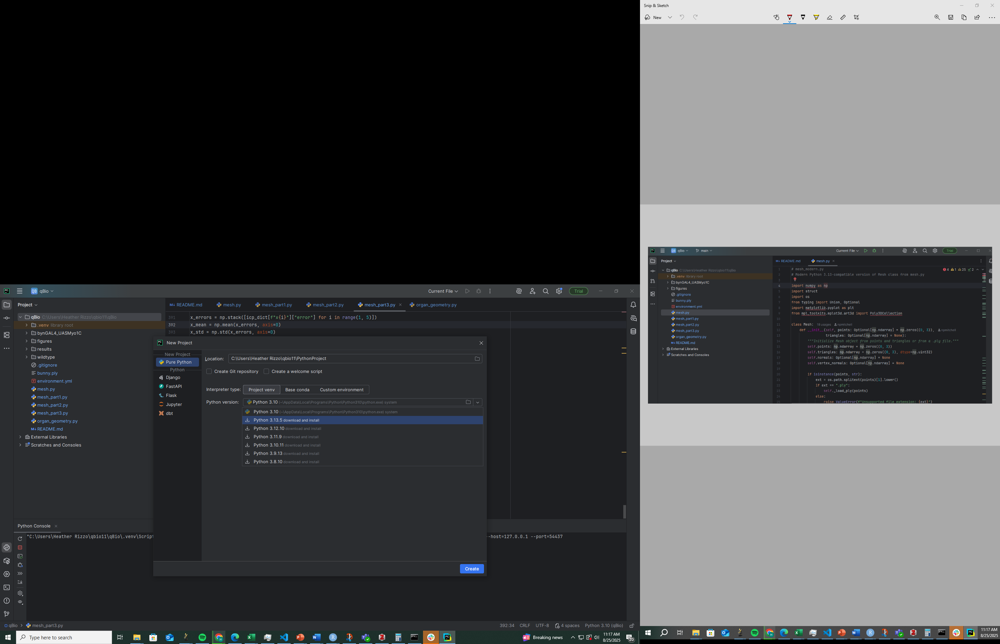 Snip & Sketch
New
QB qBio
Current File
Trial
Project
README.md
mesh.py
mesh_part1.py
mesh_part2.py
mesh_part3.py
organ_geometry.py
qBio C:\Users\Heather Rizzo\qbio11\qBio
.venv library root
bynGAL4_UASMyo1C
figures
results
wildtype
.gitignore
bunny.ply
environment.yml
mesh.py
mesh_part1.py
mesh_part2.py
mesh_part3.py
organ_geometry.py
README.md
External Libraries
Scratches and Consoles
391 x_errors = np.stack([icp_dict[f"x{i}"]["error"] for i in range(1, 5)])
392 x_mean = np.mean(x_errors, axis=0)
393 x_std = np.std(x_errors, axis=0)
New Project
New Project
Pure Python
Python
Django
FastAPI
Flask
Jupyter
dbt
Location: C:\Users\Heather Rizzo\qbio11\PythonProject
Create Git repository Create a welcome script
Interpreter type: Project venv Base conda Custom environment
Python version: Python 3.10 (~\AppData\Local\Programs\Python\Python310\python.exe) system
Python 3.10 (~\AppData\Local\Programs\Python\Python310\python.exe) system
Python 3.13.5 download and install
Python 3.12.10 download and install
Python 3.11.9 download and install
Python 3.10.11 download and install
Python 3.9.13 download and install
Python 3.8.10 download and install
Create
Python Console
"C:\Users\Heather Rizzo\qbio11\qBio\.venv\Script
--host=127.0.0.1 --port=54437
qBio mesh_part3.py
392:34 CRLF UTF-8 4 spaces Python 3.10 (qBio)
Type here to search
Breaking news
11:17 AM
8/25/2025
20
QB qBio main
Current File
Trial
Project
README.md
mesh.py
qBio C:\Users\Heather Rizzo\qbio11\qBio
.venv library root
bynGAL4_UASMyo1C
figures
.gitignore
bunny.ply
environment.yml
mesh.py
mesh_part1.py
mesh_part2.py
mesh_part3.py
organ_geometry.py
README.md
External Libraries
Scratches and Consoles
4 1 25 2
1 # mesh_modern.py
2 # Modern Python 3.13-compatible version of Mesh class from mesh.py
3
4 import numpy as np
5 import struct
6 import os
7 from typing import Union, Optional
8 import matplotlib.pyplot as plt
9 from mpl_toolkits.mplot3d.art3d import Poly3DCollection
10
11 class Mesh: 18 usages npmitchell
12 def __init__(self, points: Optional[np.ndarray] = np.zeros((0, 3)), npmitchell
13 triangles: Optional[np.ndarray] = None):
14 """Initialize Mesh object from points and triangles or from a .ply file."""
15 self.points: np.ndarray = np.zeros((0, 3))
16 self.triangles: np.ndarray = np.zeros((0, 3), dtype=np.uint32)
17 self.normals: Optional[np.ndarray] = None
18 self.vertex_normals: Optional[np.ndarray] = None
19
20 if isinstance(points, str):
21 ext = os.path.splitext(points)[1].lower()
22 if ext == ".ply":
23 self._load_ply(points)
24 else:
25 raise ValueError(f"Unsupported file extension: {ext}")
11:17 AM
8/25/2025